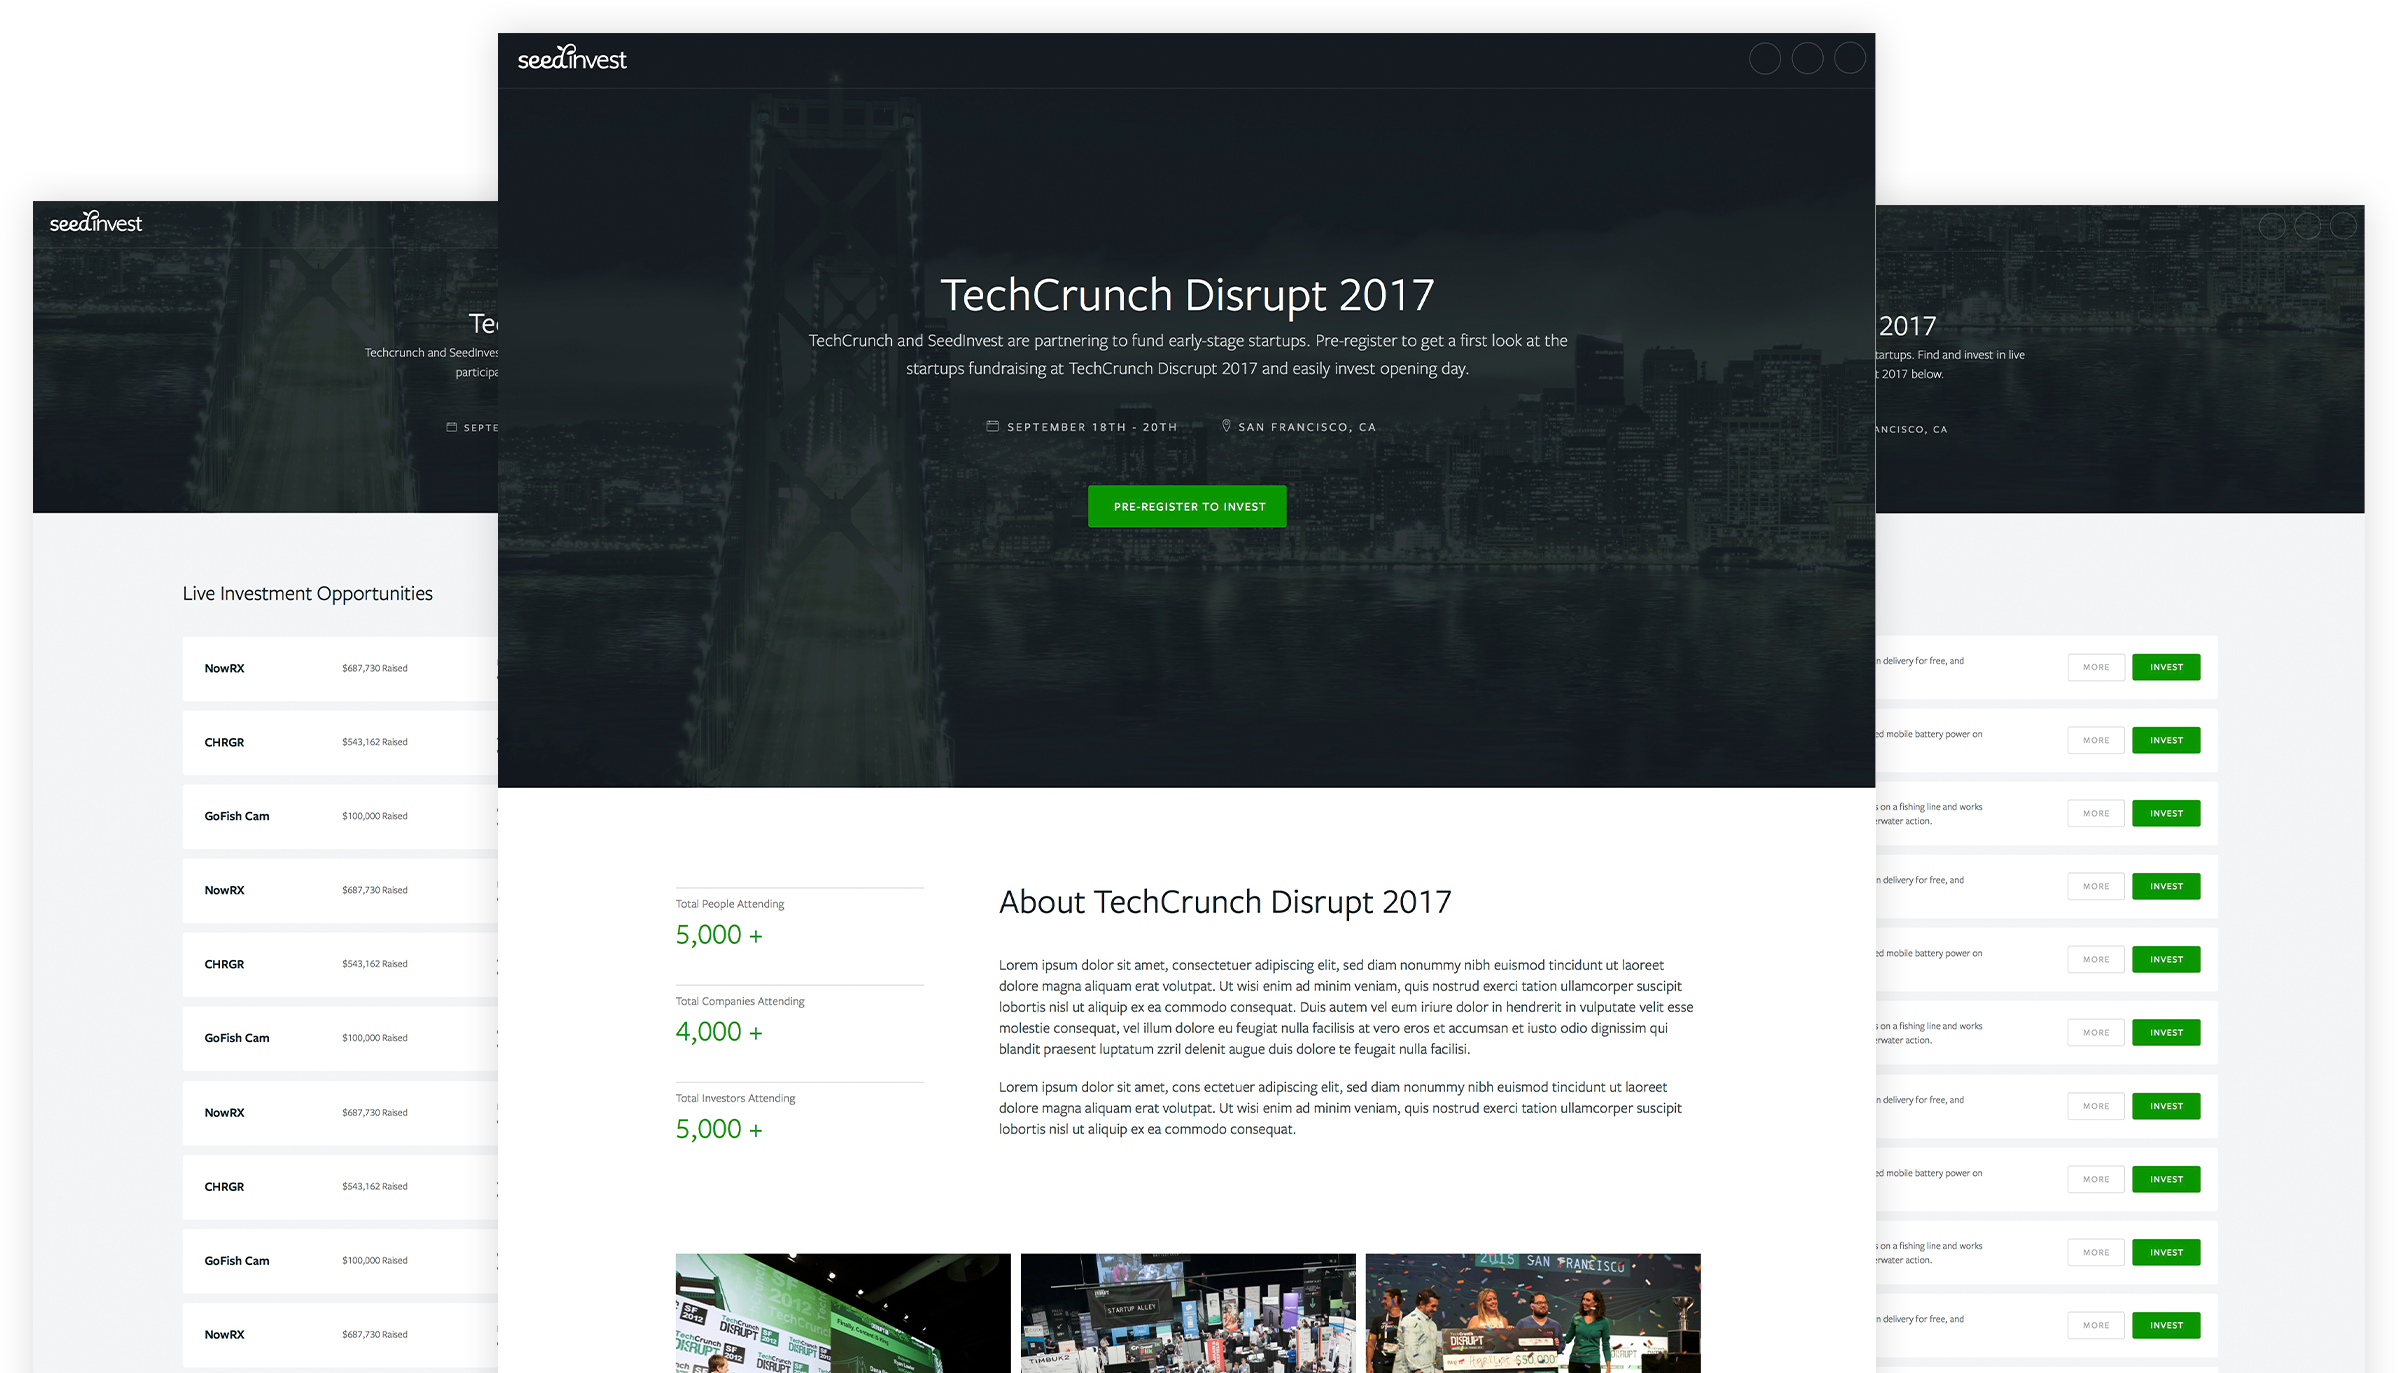 seedinvest
TechCrunch Disrupt 2017
TechCrunch and SeedInvest are partnering to fund early-stage startups. Pre-register to get a first look at the
startups fundraising at TechCrunch Discrupt 2017 and easily invest opening day.
SEPTEMBER 18TH - 20TH
SAN FRANCISCO, CA
PRE-REGISTER TO INVEST
Total People Attending
5,000 +
Total Companies Attending
4,000 +
Total Investors Attending
5,000 +
About TechCrunch Disrupt 2017
Lorem ipsum dolor sit amet, consectetuer adipiscing elit, sed diam nonummy nibh euismod tincidunt ut laoreet
dolore magna aliquam erat volutpat. Ut wisi enim ad minim veniam, quis nostrud exerci tation ullamcorper suscipit
lobortis nisl ut aliquip ex ea commodo consequat. Duis autem vel eum iriure dolor in hendrerit in vulputate velit esse
molestie consequat, vel illum dolore eu feugiat nulla facilisis at vero eros et accumsan et iusto odio dignissim qui
blandit praesent luptatum zzril delenit augue duis dolore te feugait nulla facilisi.
Lorem ipsum dolor sit amet, cons ectetuer adipiscing elit, sed diam nonummy nibh euismod tincidunt ut laoreet
dolore magna aliquam erat volutpat. Ut wisi enim ad minim veniam, quis nostrud exerci tation ullamcorper suscipit
lobortis nisl ut aliquip ex ea commodo consequat.
SF 2012
TechCrunch
DISRUPT
STARTUP ALLEY
TIMBUK2
2015 SAN FRANCISCO
DISRUPT
$50,000
seedinvest
Techcrunch and
Live Investment Opportunities
NowRX $687,730 Raised
CHRGR $543,162 Raised
GoFish Cam $100,000 Raised
NowRX $687,730 Raised
CHRGR $543,162 Raised
GoFish Cam $100,000 Raised
NowRX $687,730 Raised
CHRGR $543,162 Raised
GoFish Cam $100,000 Raised
NowRX $687,730 Raised
2017
Find and invest in live
2017 below.
CA
delivery for free, and MORE INVEST
mobile battery power on MORE INVEST
on a fishing line and works
action. MORE INVEST
delivery for free, and MORE INVEST
mobile battery power on MORE INVEST
on a fishing line and works
action. MORE INVEST
delivery for free, and MORE INVEST
mobile battery power on MORE INVEST
on a fishing line and works
action. MORE INVEST
delivery for free, and MORE INVEST